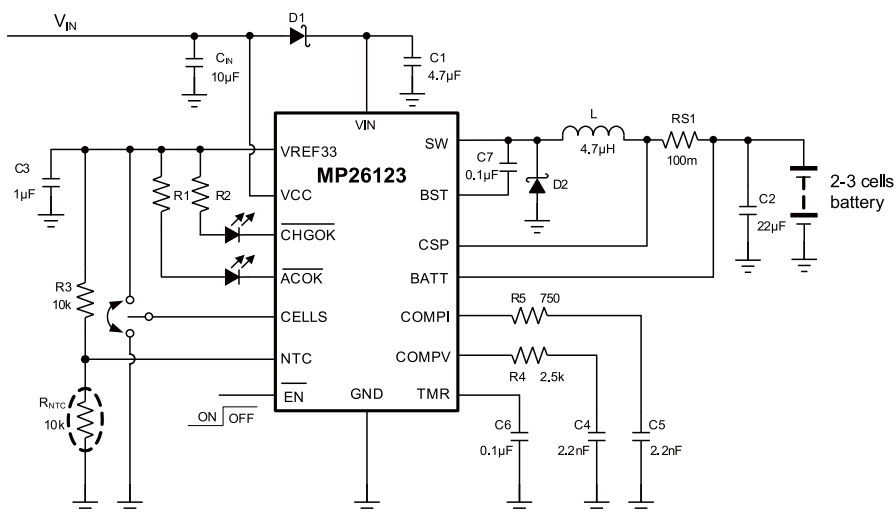 V_IN
D1
C_IN
10µF
C1
4.7µF
VIN
MP26123
VREF33
VCC
CHGOK
ACOK
CELLS
NTC
EN
GND
SW
BST
CSP
BATT
COMPI
COMPV
TMR
C3
1µF
R1
R2
R3
10k
R_NTC
10k
ON
OFF
C7
0.1µF
D2
L
4.7µH
RS1
100m
C2
22µF
2-3 cells
battery
R5 750
R4 2.5k
C6
0.1µF
C4
2.2nF
C5
2.2nF